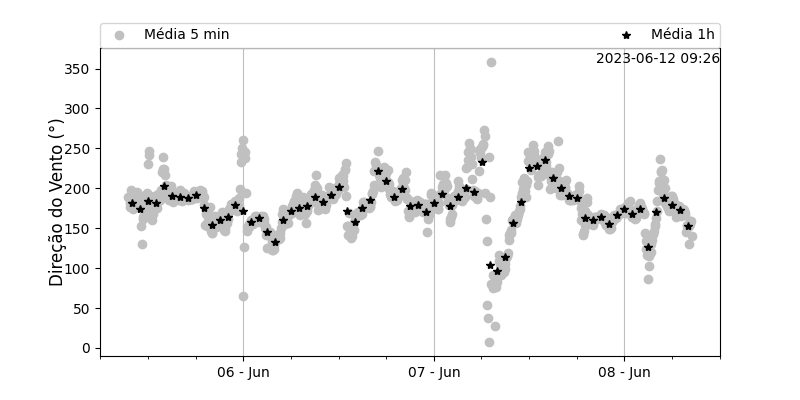 Média 5 min
Média 1h
2023-06-12 09:26
Direção do Vento (°)
350
300
250
200
150
100
50
0
06 - Jun
07 - Jun
08 - Jun